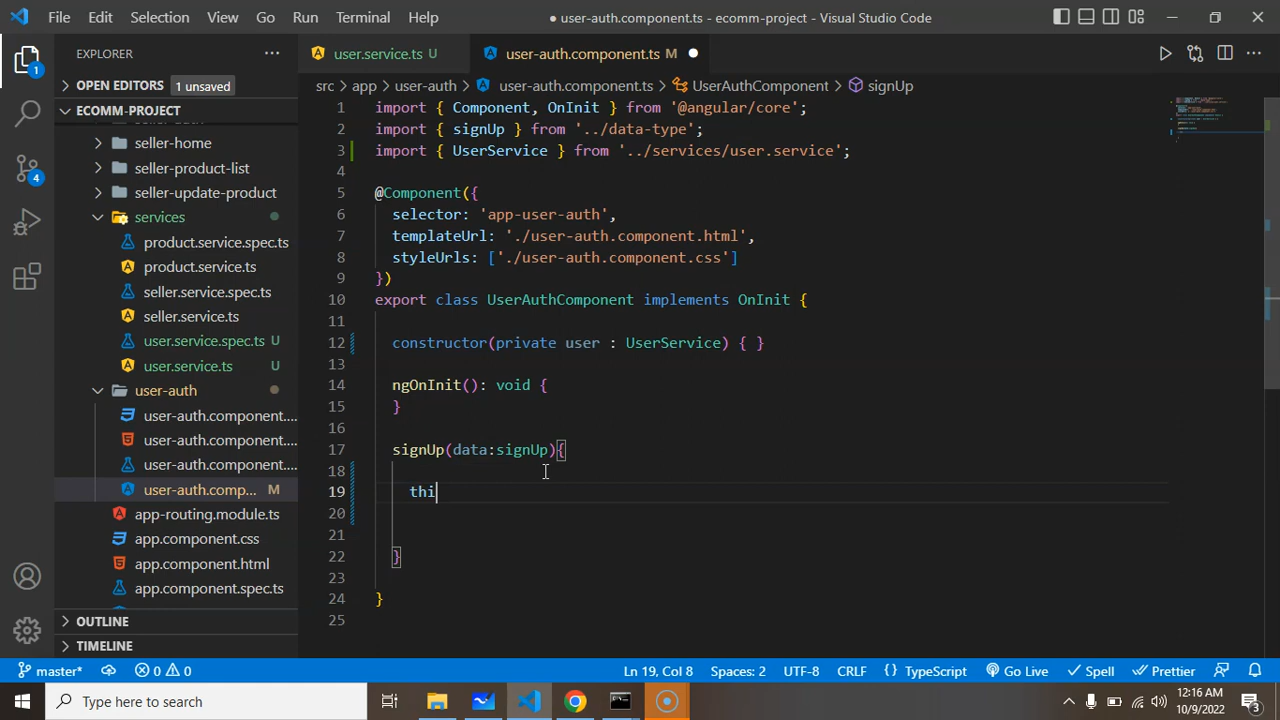 File Edit Selection View Go Run Terminal Help
user-auth.component.ts - ecomm-project - Visual Studio Code
EXPLORER
user.service.ts U
user-auth.component.ts M
OPEN EDITORS 1 unsaved
src > app > user-auth > user-auth.component.ts > UserAuthComponent > signUp
ECOMM-PROJECT
seller-home
seller-product-list
seller-update-product
services
product.service.spec.ts
product.service.ts
seller.service.spec.ts
seller.service.ts
user.service.spec.ts U
user.service.ts U
user-auth
user-auth.component....
user-auth.component....
user-auth.component....
user-auth.comp... M
app-routing.module.ts
app.component.css
app.component.html
app.component.spec.ts
OUTLINE
TIMELINE
1
4
1 import { Component, OnInit } from '@angular/core';
2 import { signUp } from '../data-type';
3 import { UserService } from '../services/user.service';
4
5 @Component({
6 selector: 'app-user-auth',
7 templateUrl: './user-auth.component.html',
8 styleUrls: ['./user-auth.component.css']
9 })
10 export class UserAuthComponent implements OnInit {
11
12 constructor(private user : UserService) { }
13
14 ngOnInit(): void {
15 }
16
17 signUp(data:signUp){
18
19 thi
20
21
22 }
23
24 }
25
master* 0 0 Ln 19, Col 8 Spaces: 2 UTF-8 CRLF {} TypeScript Go Live Spell Prettier
Type here to search
12:16 AM
10/9/2022
3